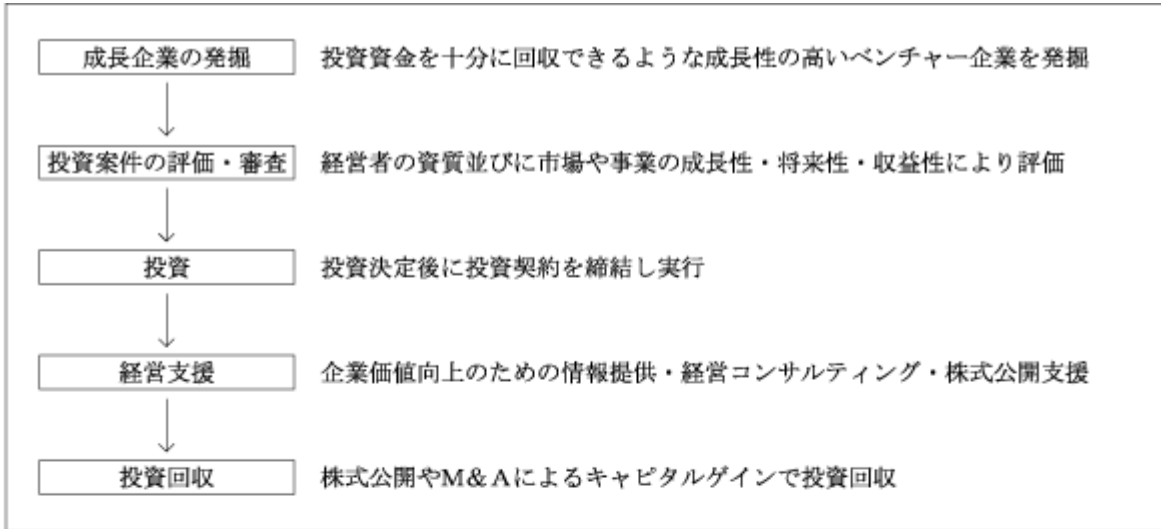 成長企業の発掘 投資資金を十分に回収できるような成長性の高いベンチャー企業を発掘
投資案件の評価・審査 経営者の資質並びに市場や事業の成長性・将来性・収益性により評価
投資 投資決定後に投資契約を締結し実行
経営支援 企業価値向上のための情報提供・経営コンサルティング・株式公開支援
投資回収 株式公開やM&Aによるキャピタルゲインで投資回収